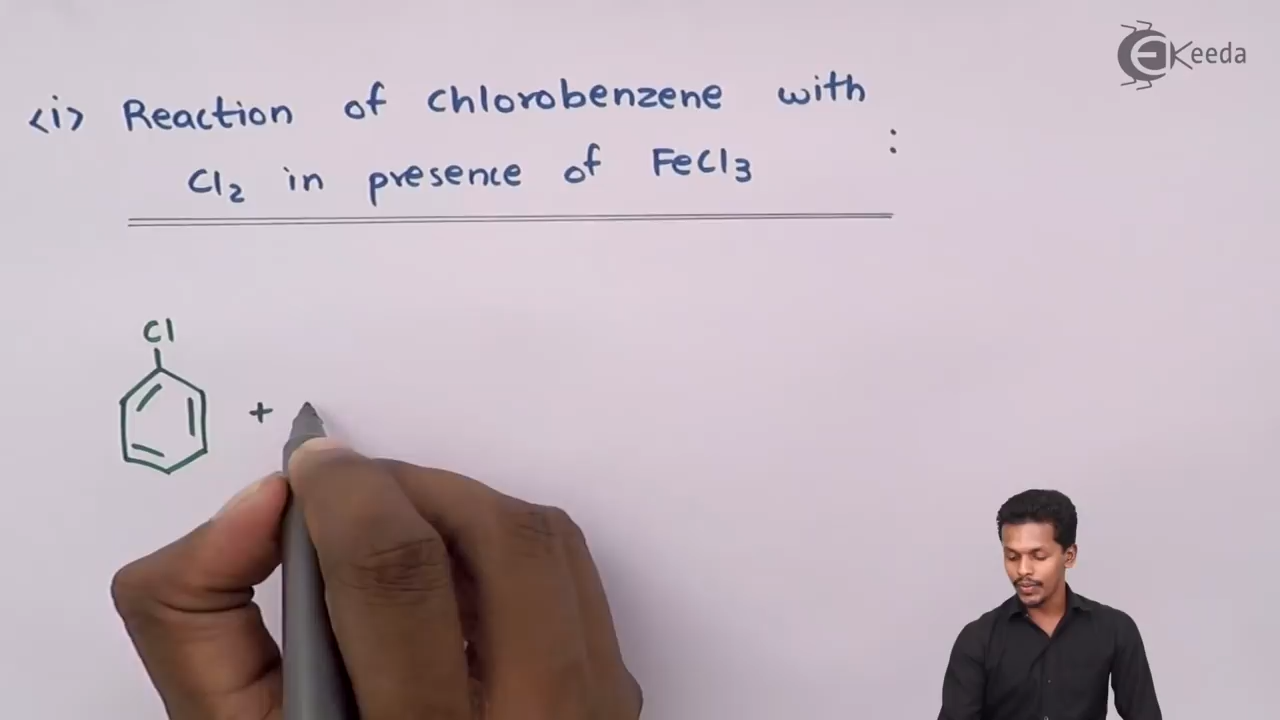 <i> Reaction of chlorobenzene with
Cl2 in presence of FeCl3 :
Cl
+
EKeeda